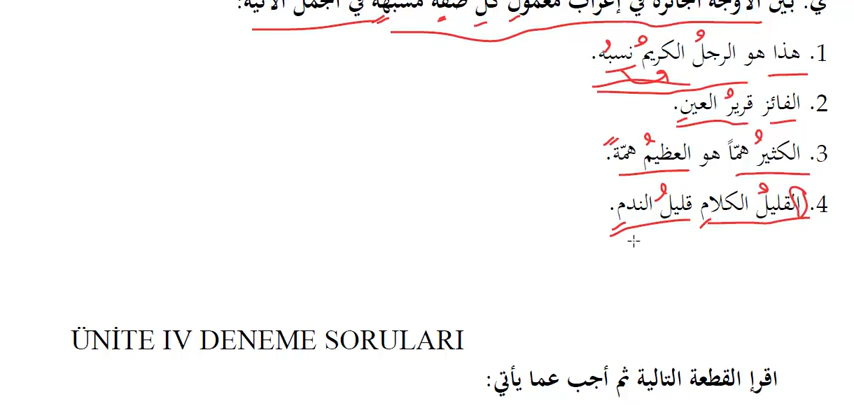 ي. بين الأوجه الجائزة في إعراب معمولِ كلِّ صفةٍ مشبهةٍ في الجمل الآتية:
1. هذا هو الرجلُ الكريمُ نسبُه.
2. الفائز قريرُ العينِ.
3. الكثيرُ همّاً هو العظيمُ همّة.
4. القليلُ الكلامِ قليلُ الندمِ.
ÜNİTE IV DENEME SORULARI
اقرإ القطعة التالية ثم أجب عما يأتي: